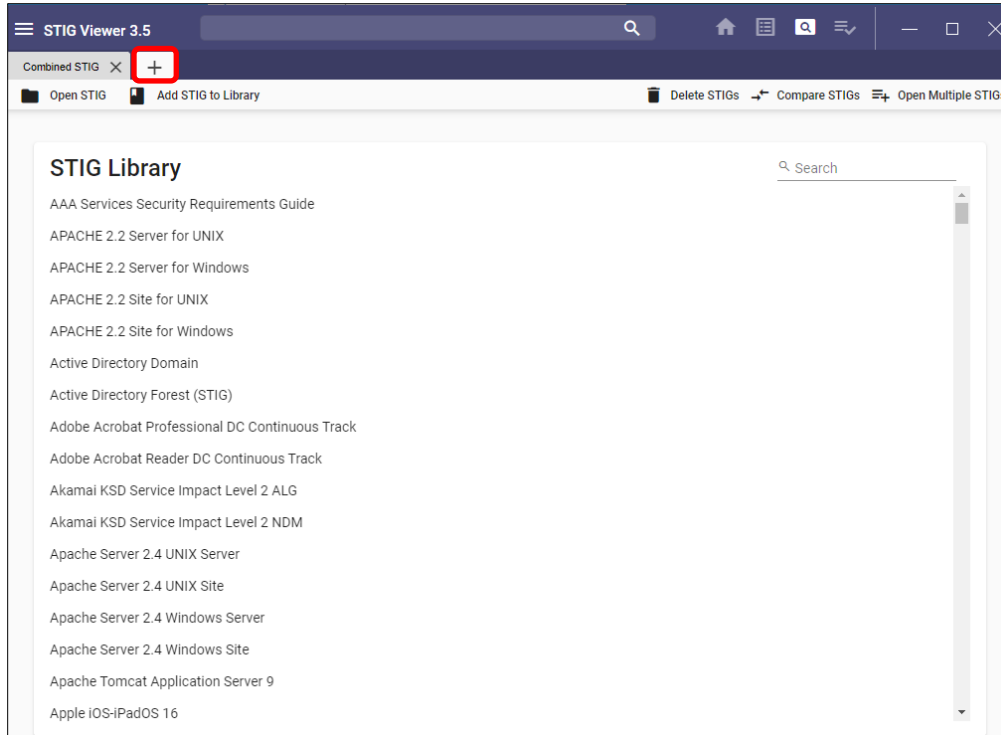 STIG Viewer 3.5
Combined STIG
Open STIG Add STIG to Library Delete STIGs Compare STIGs Open Multiple STIG
STIG Library Search
AAA Services Security Requirements Guide
APACHE 2.2 Server for UNIX
APACHE 2.2 Server for Windows
APACHE 2.2 Site for UNIX
APACHE 2.2 Site for Windows
Active Directory Domain
Active Directory Forest (STIG)
Adobe Acrobat Professional DC Continuous Track
Adobe Acrobat Reader DC Continuous Track
Akamai KSD Service Impact Level 2 ALG
Akamai KSD Service Impact Level 2 NDM
Apache Server 2.4 UNIX Server
Apache Server 2.4 UNIX Site
Apache Server 2.4 Windows Server
Apache Server 2.4 Windows Site
Apache Tomcat Application Server 9
Apple iOS-iPadOS 16